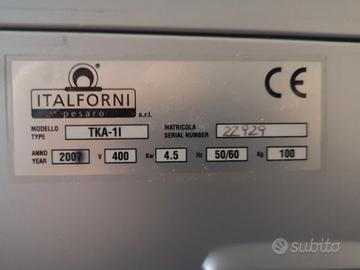 ITALFORNI
pesaro s.r.l.
CE
MODELLO
TYPE
TKA-1I
MATRICOLA
SERIAL NUMBER
22929
ANNO
YEAR
2007 V 400 Kw 4.5 Hz 50/60 Kg 100
subito